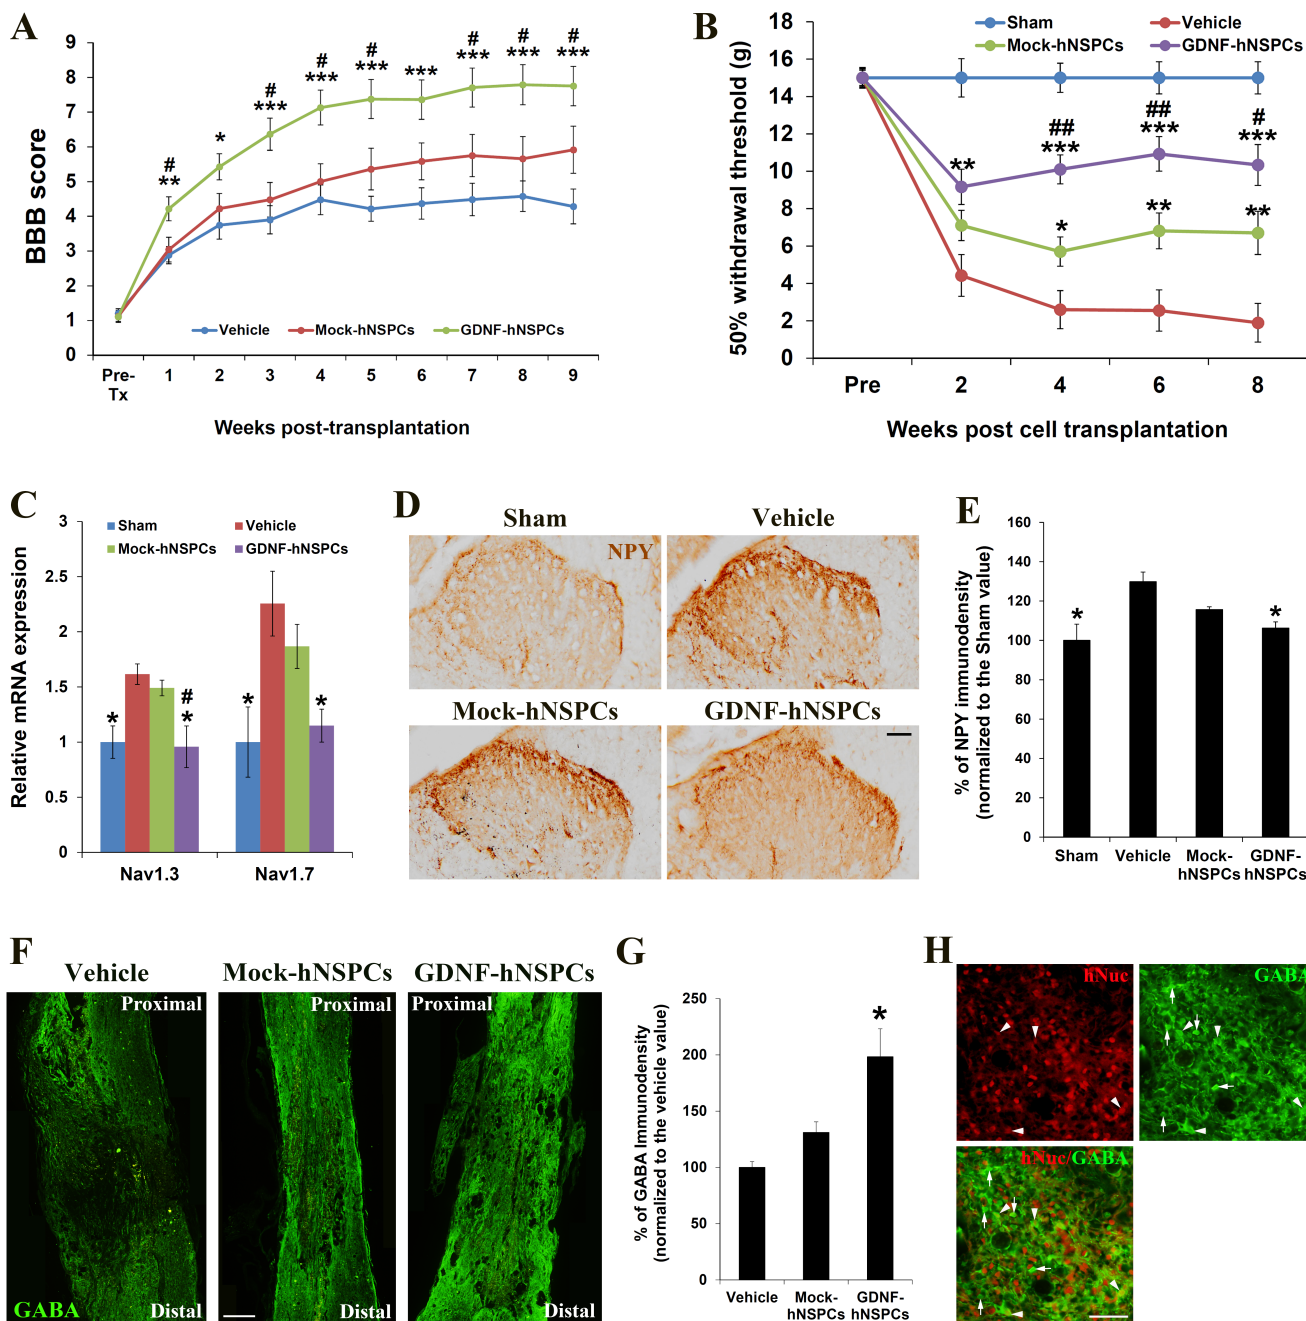 A
BBB score
9
8
7
6
5
4
3
2
1
0
#
**
*
#
***
#
***
#
***
***
#
***
#
***
#
***
Vehicle Mock-hNSPCs GDNF-hNSPCs
Pre-Tx 1 2 3 4 5 6 7 8 9
Weeks post-transplantation
B
50% withdrawal threshold (g)
Sham Vehicle
Mock-hNSPCs GDNF-hNSPCs
18
16
14
12
10
8
6
4
2
0
**
##
***
##
***
#
***
*
**
**
Pre 2 4 6 8
Weeks post cell transplantation
C
Relative mRNA expression
Sham Vehicle
Mock-hNSPCs GDNF-hNSPCs
3
2.5
2
1.5
1
0.5
0
*
#
*
*
*
Nav1.3 Nav1.7
D
Sham Vehicle
NPY
Mock-hNSPCs GDNF-hNSPCs
E
% of NPY immunodensity
(normalized to the Sham value)
160
140
120
100
80
60
40
20
0
*
*
Sham Vehicle Mock- GDNF-
hNSPCs hNSPCs
F
Vehicle Mock-hNSPCs GDNF-hNSPCs
Proximal Proximal Proximal
GABA Distal Distal Distal
G
% of GABA Immunodensity
(normalized to the vehicle value)
250
200
150
100
50
0
*
Vehicle Mock- GDNF-
hNSPCs hNSPCs
H
hNuc GABA
hNuc/GABA